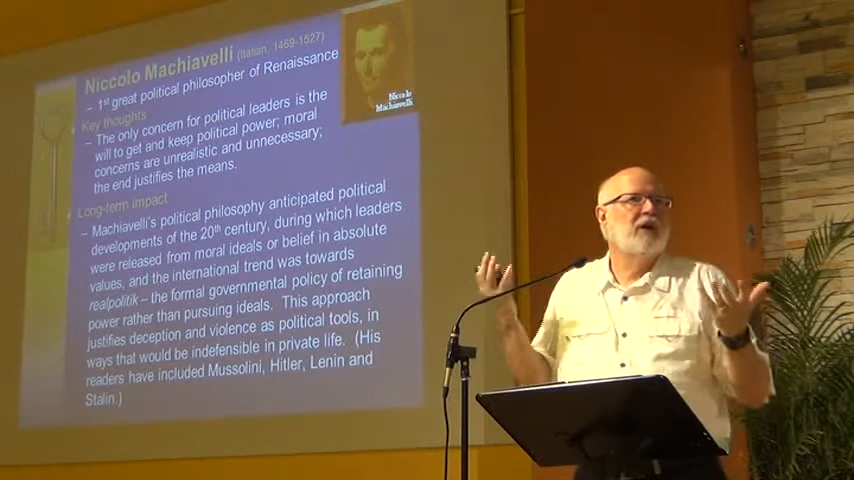 Niccolo Machiavelli (Italian, 1469-1527)
– 1st great political philosopher of Renaissance
Key thoughts
– The only concern for political leaders is the
will to get and keep political power; moral
concerns are unrealistic and unnecessary;
the end justifies the means.
Niccolo
Machiavelli
Long-term impact
– Machiavelli's political philosophy anticipated political
developments of the 20th century, during which leaders
were released from moral ideals or belief in absolute
values, and the international trend was towards
realpolitik – the formal governmental policy of retaining
power rather than pursuing ideals. This approach
justifies deception and violence as political tools, in
ways that would be indefensible in private life. (His
readers have included Mussolini, Hitler, Lenin and
Stalin.)